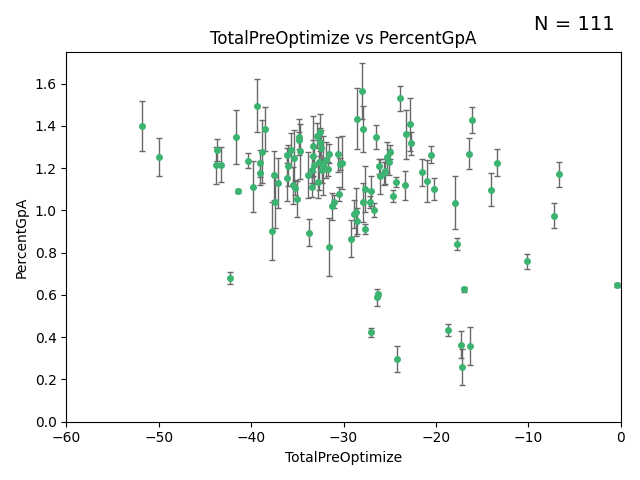 N = 111
TotalPreOptimize vs PercentGpA
PercentGpA
1.6
1.4
1.2
1.0
0.8
0.6
0.4
0.2
0.0
−60 −50 −40 −30 −20 −10 0
TotalPreOptimize